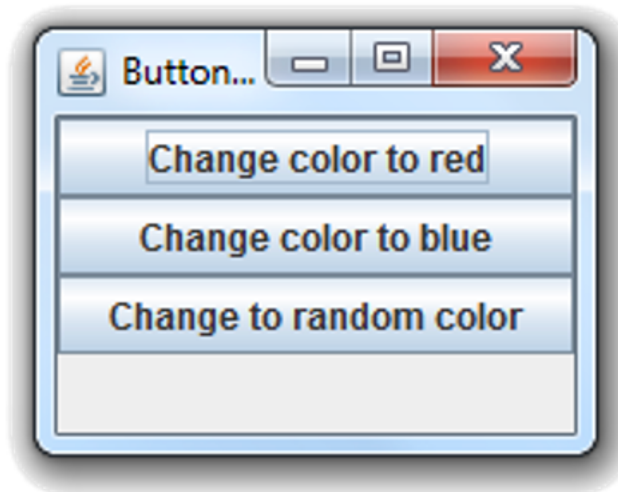 Button...
Change color to red
Change color to blue
Change to random color